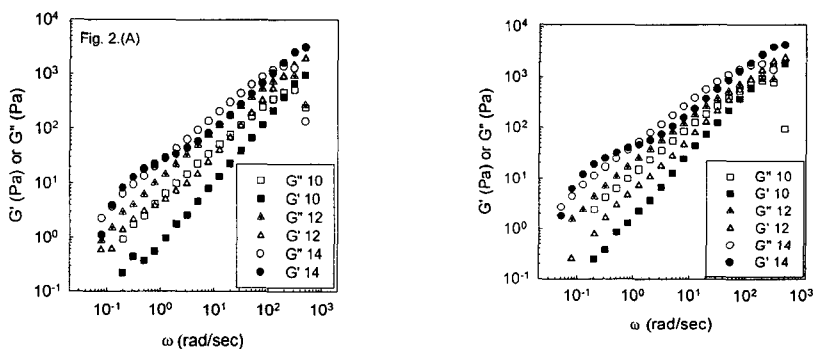 Fig. 2.(A)
G' (Pa) or G" (Pa)
10⁴
10³
10²
10¹
10⁰
10⁻¹
G" 10
G' 10
G" 12
G' 12
G" 14
G' 14
10⁻¹ 10⁰ 10¹ 10² 10³
ω (rad/sec)
G' (Pa) or G" (Pa)
10⁴
10³
10²
10¹
10⁰
10⁻¹
G" 10
G' 10
G" 12
G' 12
G" 14
G' 14
10⁻¹ 10⁰ 10¹ 10² 10³
ω (rad/sec)